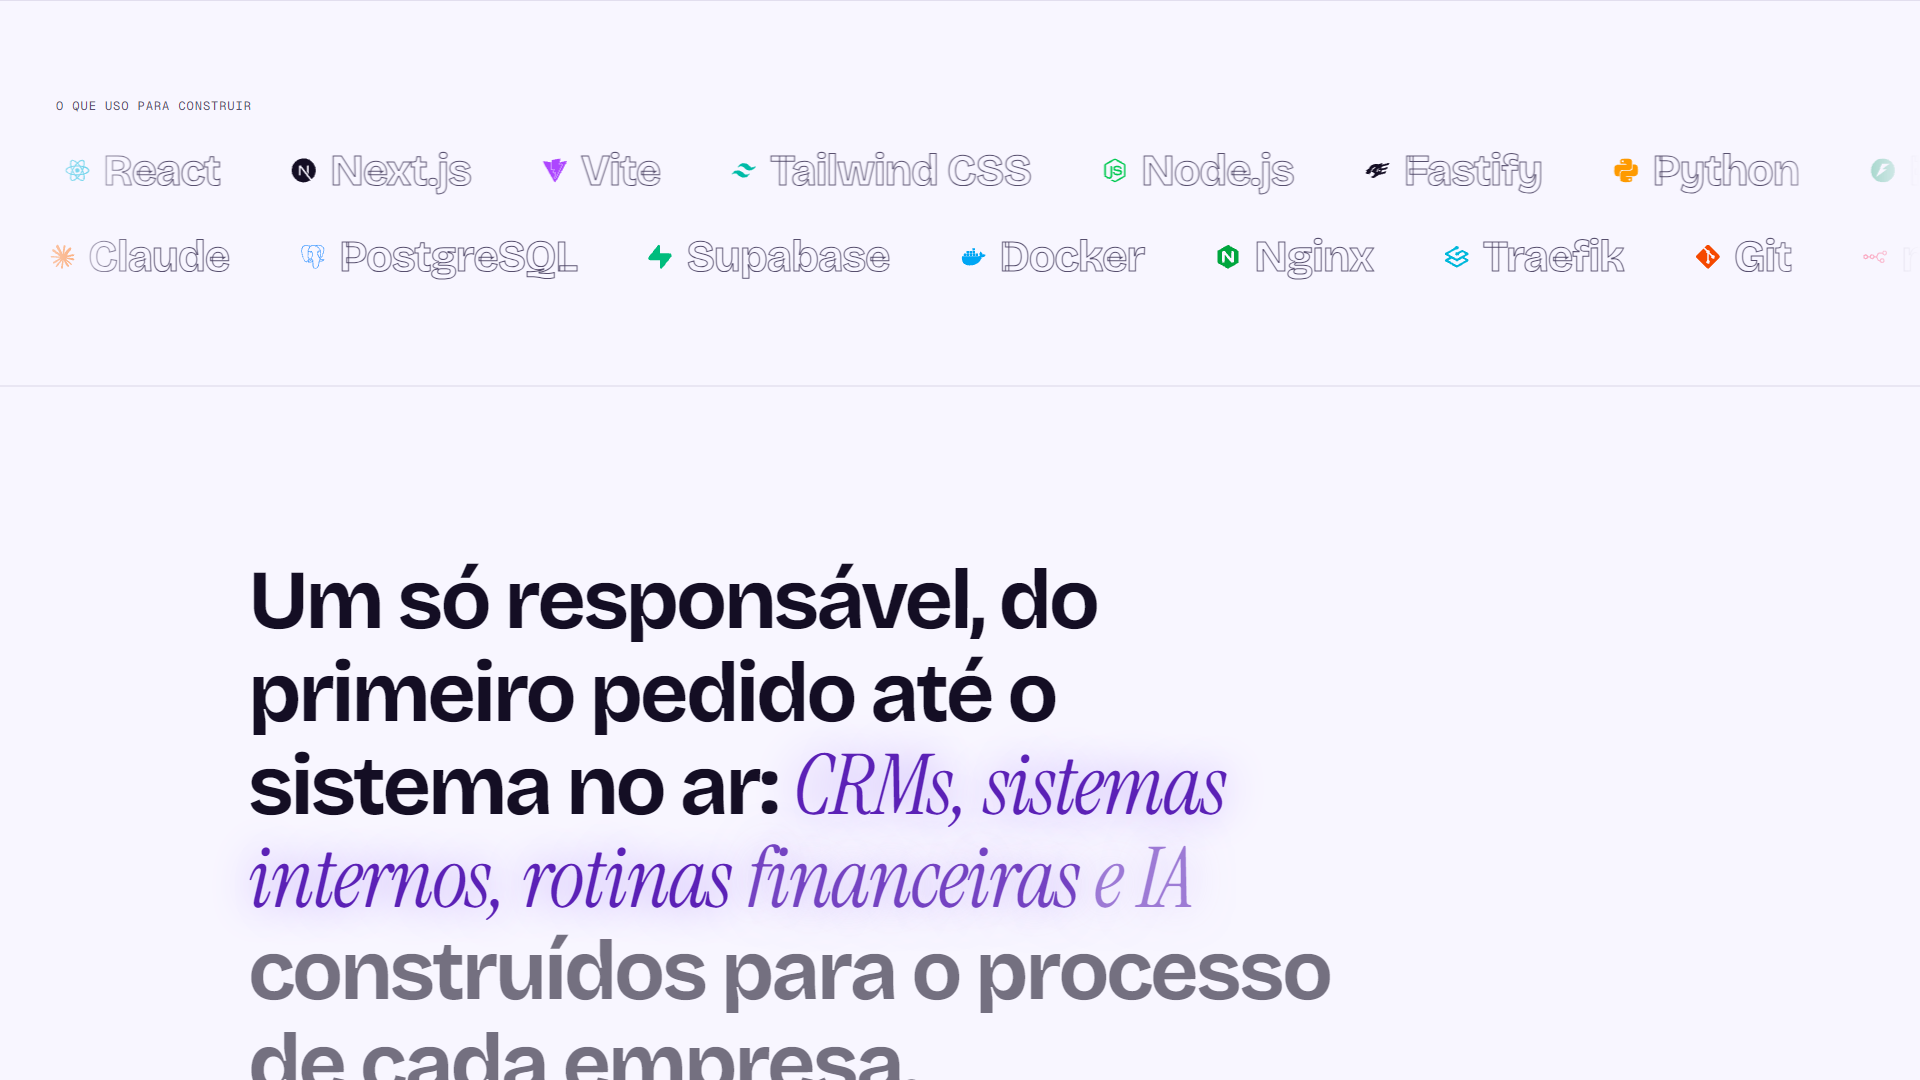 O QUE USO PARA CONSTRUIR
React Next.js Vite Tailwind CSS Node.js Fastify Python
Claude PostgreSQL Supabase Docker Nginx Traefik Git
Um só responsável, do
primeiro pedido até o
sistema no ar: CRMs, sistemas
internos, rotinas financeiras e IA
construídos para o processo
de cada empresa.